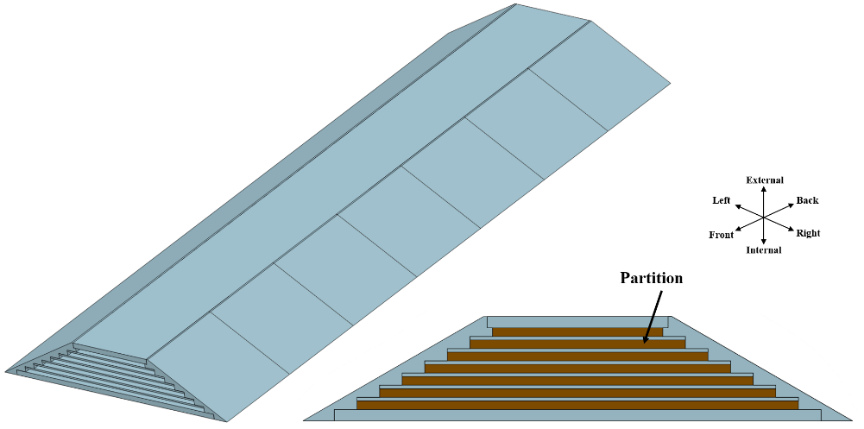 External
Left
Back
Front
Right
Internal
Partition